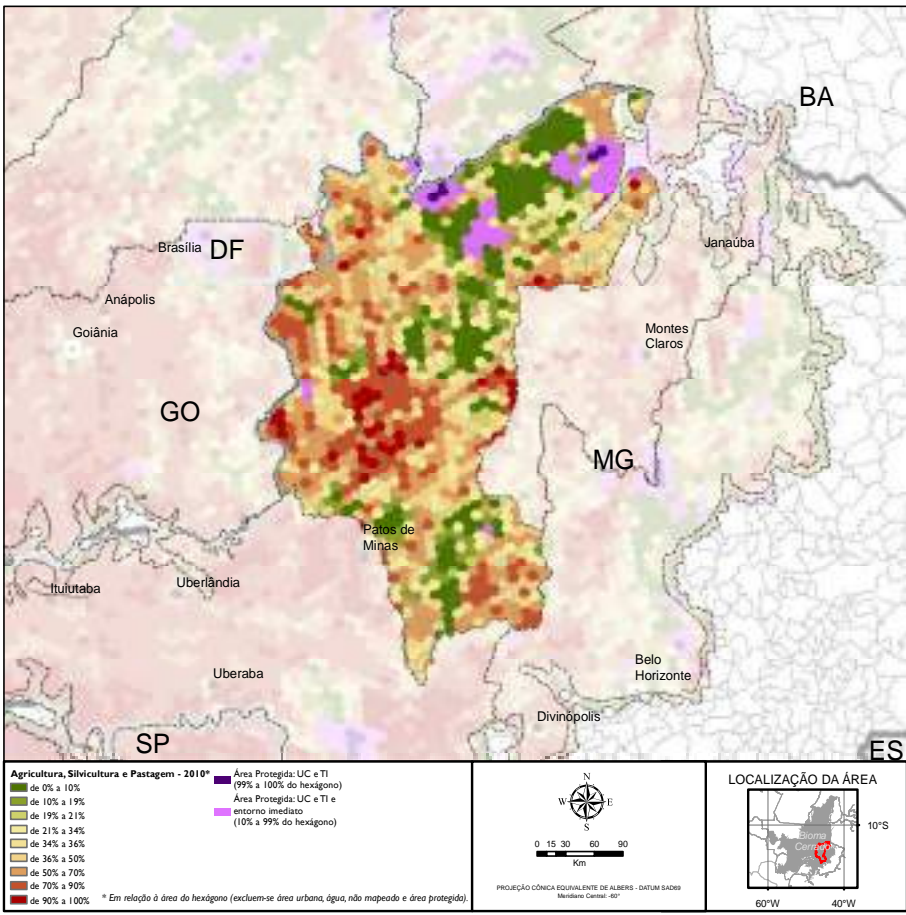 BA
Brasília
DF
Janaúba
Anápolis
Goiânia
Montes
Claros
GO
MG
Patos de
Minas
Ituiutaba
Uberlândia
Uberaba
Belo
Horizonte
Divinópolis
SP
ES
Agricultura, Silvicultura e Pastagem - 2010*
de 0% a 10%
de 10% a 19%
de 19% a 21%
de 21% a 34%
de 34% a 36%
de 36% a 50%
de 50% a 70%
de 70% a 90%
de 90% a 100%
Área Protegida: UC e TI
(99% a 100% do hexágono)
Área Protegida: UC e TI e
entorno imediato
(10% a 99% do hexágono)
* Em relação à área do hexágono (excluem-se área urbana, água, não mapeado e área protegida).
N
W E
S
0 15 30 60 90
Km
PROJEÇÃO CÔNICA EQUIVALENTE DE ALBERS - DATUM SAD69
Meridiano Central: -60°
LOCALIZAÇÃO DA ÁREA
Bioma
Cerrado
10°S
60°W 40°W